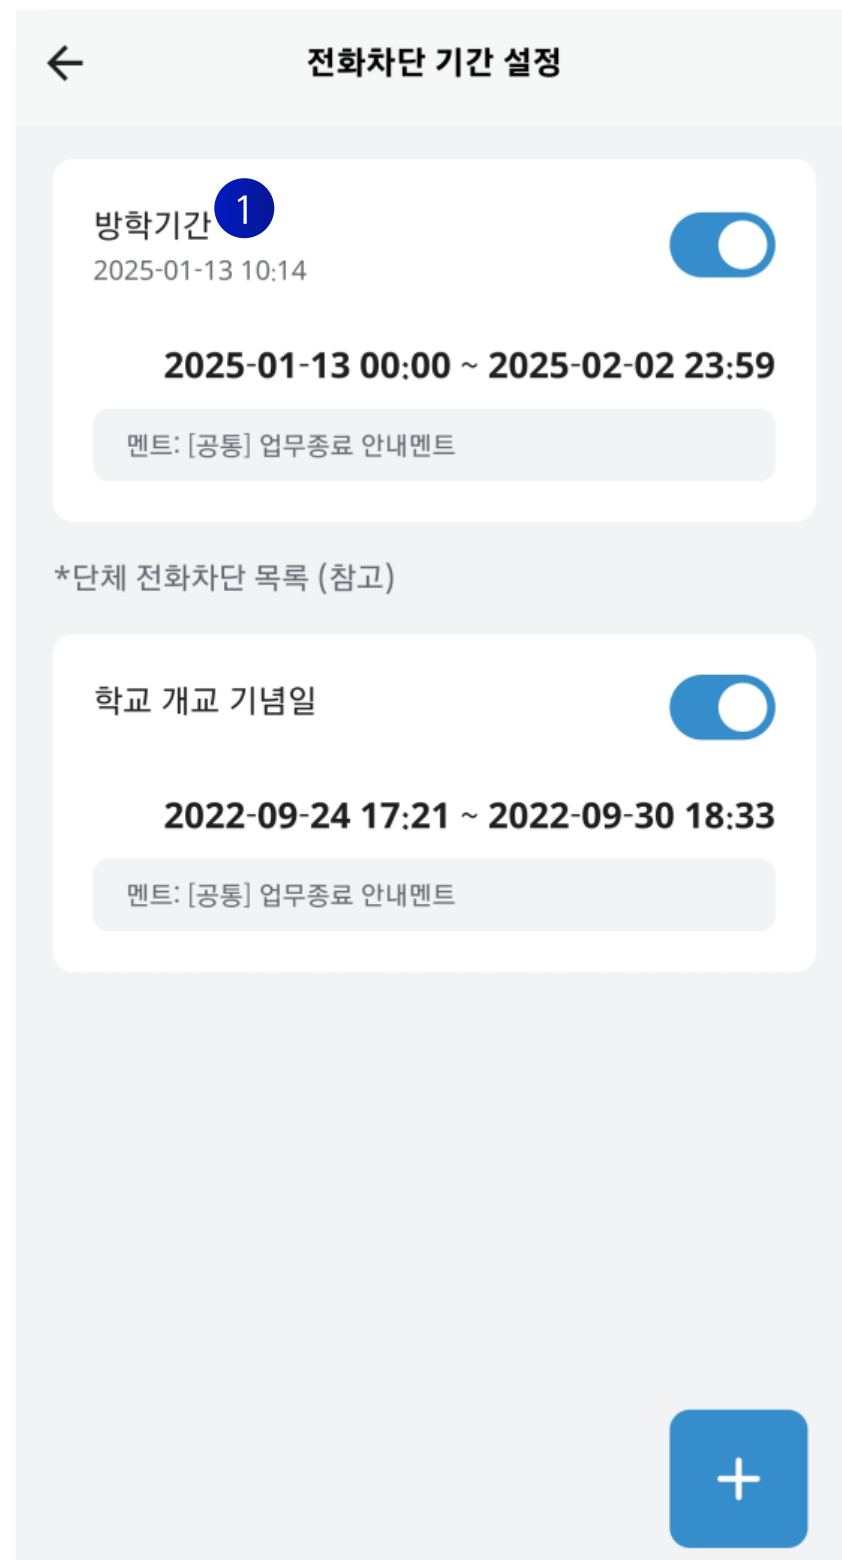 전화차단 기간 설정
방학기간 1
2025-01-13 10:14
2025-01-13 00:00 ~ 2025-02-02 23:59
멘트: [공통] 업무종료 안내멘트
*단체 전화차단 목록 (참고)
학교 개교 기념일
2022-09-24 17:21 ~ 2022-09-30 18:33
멘트: [공통] 업무종료 안내멘트